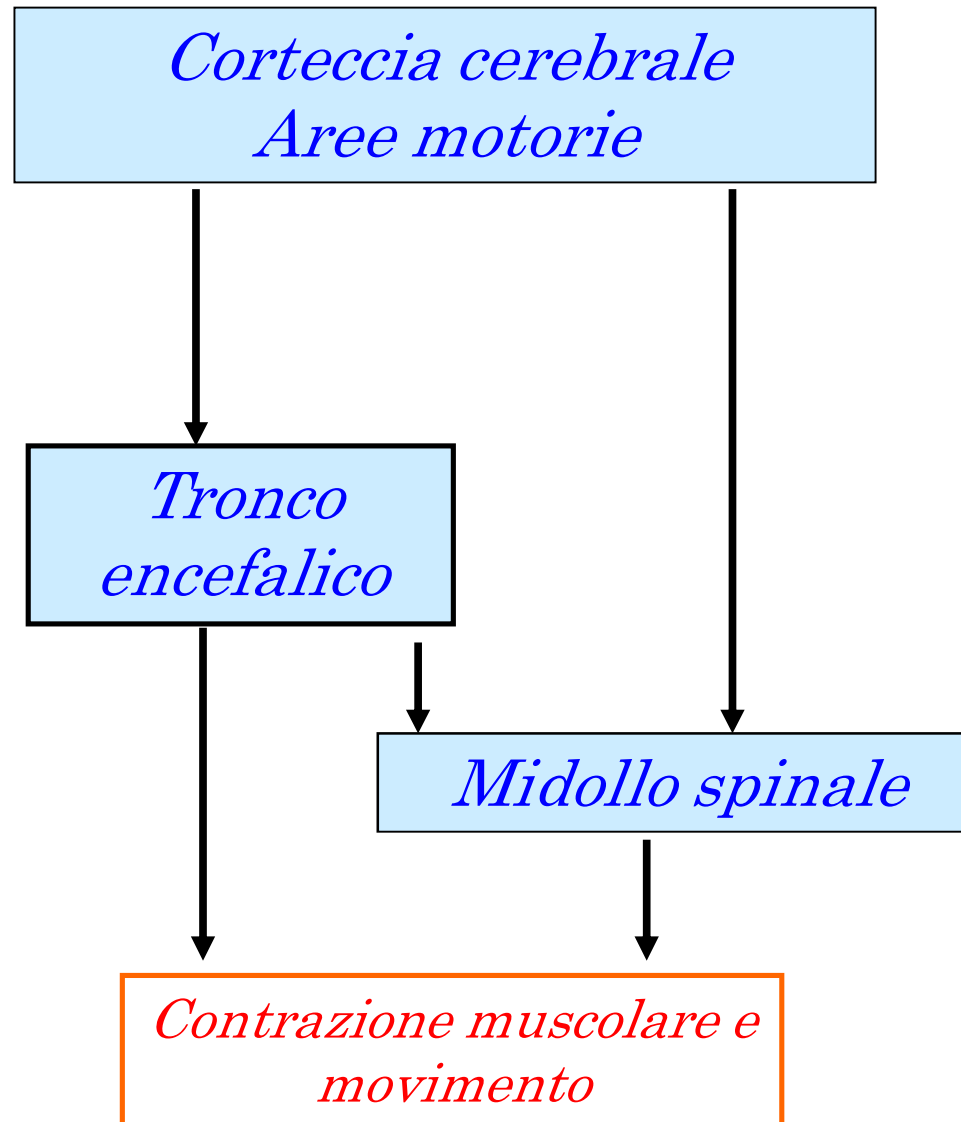 Corteccia cerebrale
Aree motorie
Tronco
encefalico
Midollo spinale
Contrazione muscolare e
movimento